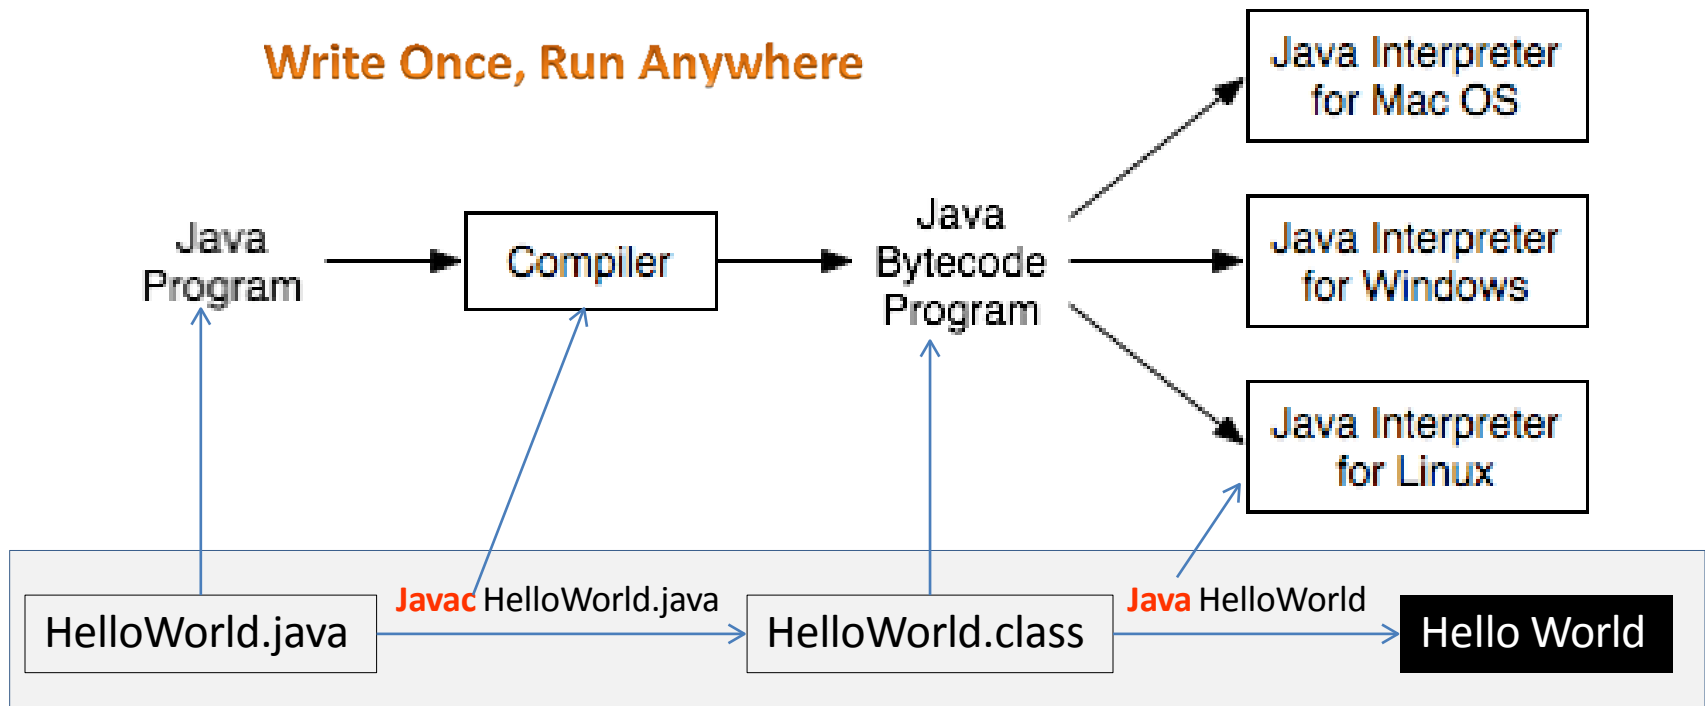 Write Once, Run Anywhere
Java Interpreter
for Mac OS
Java
Program
Compiler
Java
Bytecode
Program
Java Interpreter
for Windows
Java Interpreter
for Linux
HelloWorld.java
Javac HelloWorld.java
HelloWorld.class
Java HelloWorld
Hello World